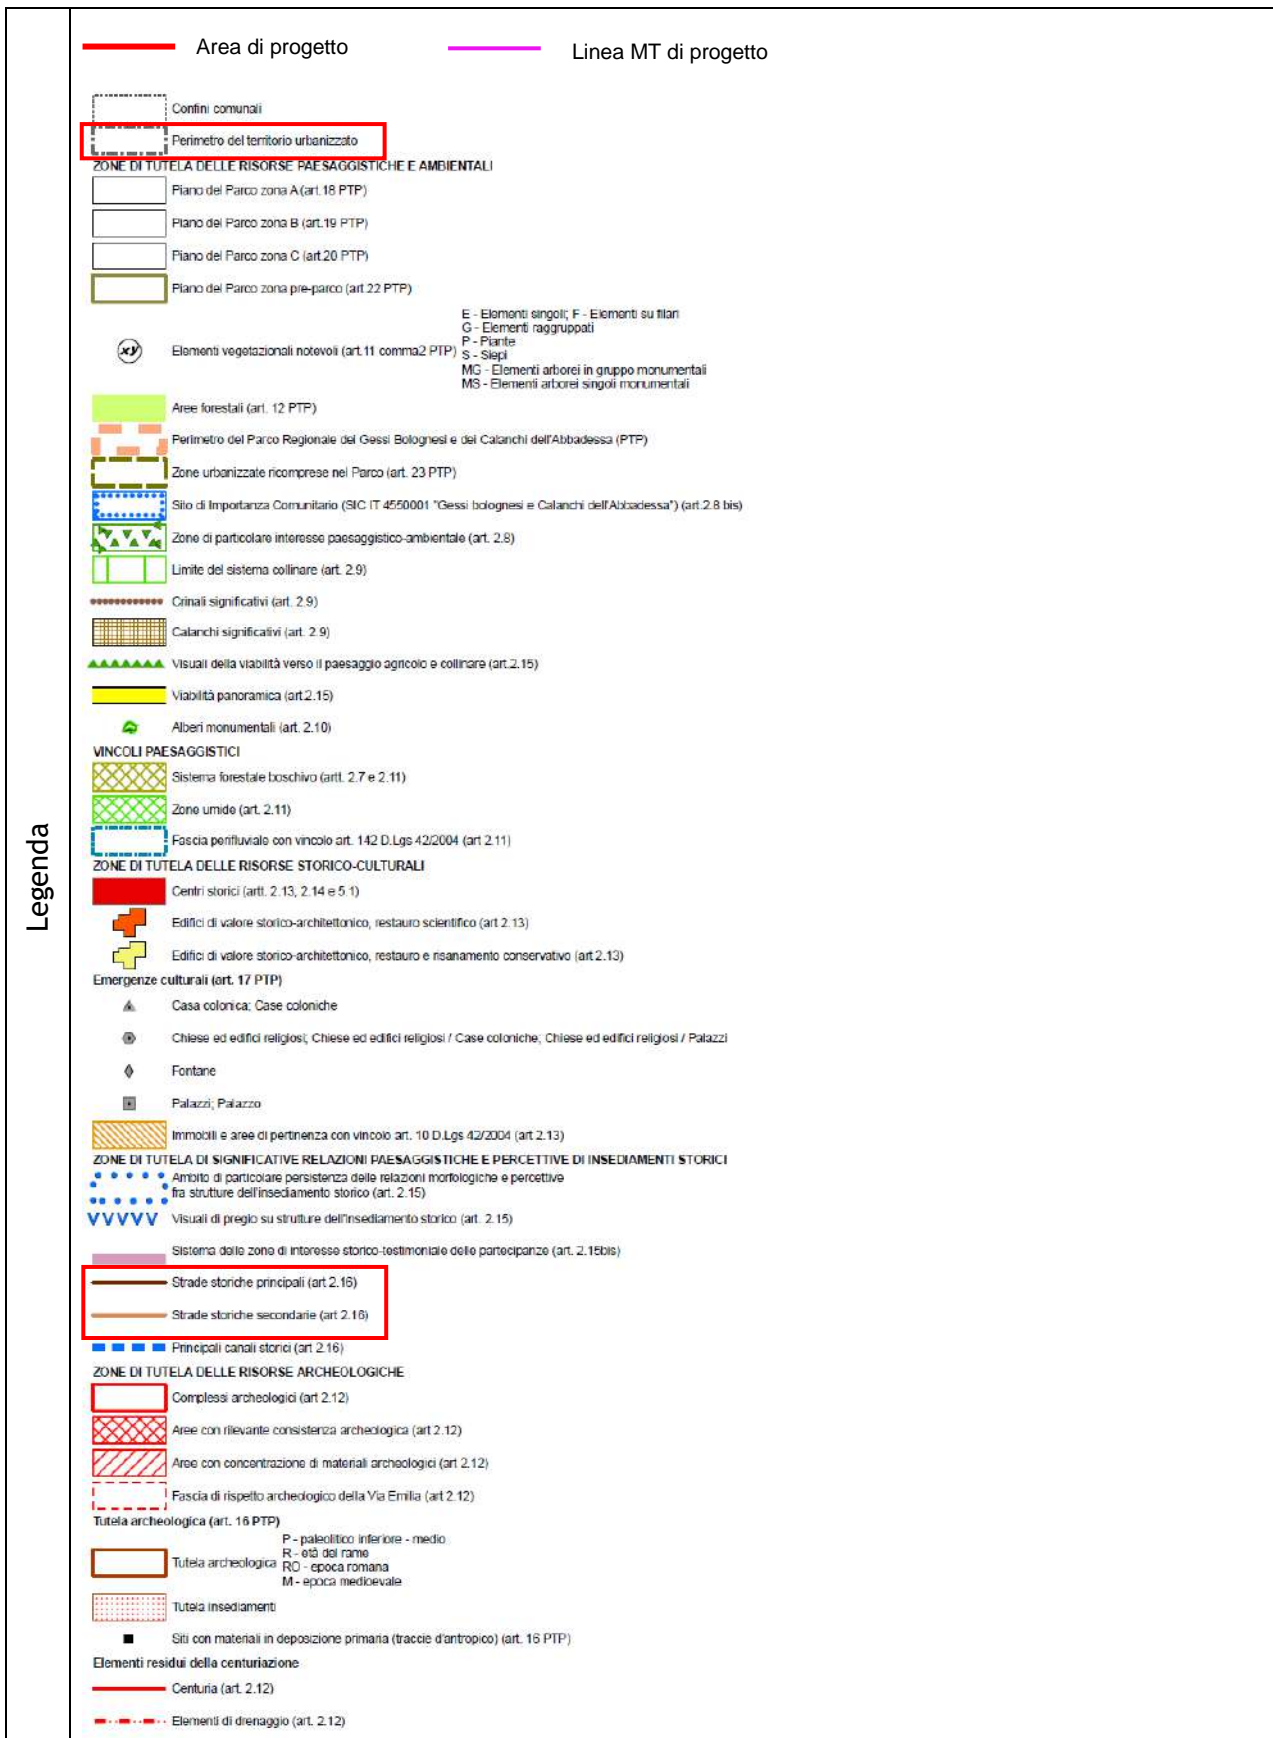 Legenda
Area di progetto
Linea MT di progetto
Confini comunali
Perimetro del territorio urbanizzato
ZONE DI TUTELA DELLE RISORSE PAESAGGISTICHE E AMBIENTALI
Piano del Parco zona A (art.18 PTP)
Piano del Parco zona B (art.19 PTP)
Piano del Parco zona C (art.20 PTP)
Piano del Parco zona pre-parco (art.22 PTP)
xy
Elementi vegetazionali notevoli (art.11 comma2 PTP)
E - Elementi singoli; F - Elementi su filari
G - Elementi raggruppati
P - Piante
S - Siepi
MG - Elementi arborei in gruppo monumentali
MS - Elementi arborei singoli monumentali
Aree forestali (art. 12 PTP)
Perimetro del Parco Regionale dei Gessi Bolognesi e dei Calanchi dell'Abbadessa (PTP)
Zone urbanizzate ricomprese nel Parco (art. 23 PTP)
Sito di Importanza Comunitario (SIC IT 4550001 "Gessi bolognesi e Calanchi dell'Abbadessa") (art.2.8 bis)
Zone di particolare interesse paesaggistico-ambientale (art. 2.8)
Limite del sistema collinare (art. 2.9)
Crinali significativi (art. 2.9)
Calanchi significativi (art. 2.9)
Visuali della viabilità verso il paesaggio agricolo e collinare (art.2.15)
Viabilità panoramica (art.2.15)
Alberi monumentali (art. 2.10)
VINCOLI PAESAGGISTICI
Sistema forestale boschivo (artt. 2.7 e 2.11)
Zone umide (art. 2.11)
Fascia perifluviale con vincolo art. 142 D.Lgs 42/2004 (art 2.11)
ZONE DI TUTELA DELLE RISORSE STORICO-CULTURALI
Centri storici (artt. 2.13, 2.14 e 5.1)
Edifici di valore storico-architettonico, restauro scientifico (art 2.13)
Edifici di valore storico-architettonico, restauro e risanamento conservativo (art 2.13)
Emergenze culturali (art. 17 PTP)
Casa colonica; Case coloniche
Chiese ed edifici religiosi; Chiese ed edifici religiosi / Case coloniche; Chiese ed edifici religiosi / Palazzi
Fontane
Palazzi; Palazzo
Immobili e aree di pertinenza con vincolo art. 10 D.Lgs 42/2004 (art 2.13)
ZONE DI TUTELA DI SIGNIFICATIVE RELAZIONI PAESAGGISTICHE E PERCETTIVE DI INSEDIAMENTI STORICI
Ambito di particolare persistenza delle relazioni morfologiche e percettive
fra strutture dell'insediamento storico (art. 2.15)
Visuali di pregio su strutture dell'insediamento storico (art. 2.15)
Sistema delle zone di interesse storico-testimoniale delle partecipanze (art. 2.15bis)
Strade storiche principali (art 2.16)
Strade storiche secondarie (art 2.16)
Principali canali storici (art 2.16)
ZONE DI TUTELA DELLE RISORSE ARCHEOLOGICHE
Complessi archeologici (art 2.12)
Aree con rilevante consistenza archeologica (art 2.12)
Aree con concentrazione di materiali archeologici (art 2.12)
Fascia di rispetto archeologico della Via Emilia (art 2.12)
Tutela archeologica (art. 16 PTP)
Tutela archeologica
P - paleolitico inferiore - medio
R - età del rame
RO - epoca romana
M - epoca medioevale
Tutela insediamenti
Siti con materiali in deposizione primaria (traccie d'antropico) (art. 16 PTP)
Elementi residui della centuriazione
Centuria (art. 2.12)
Elementi di drenaggio (art. 2.12)